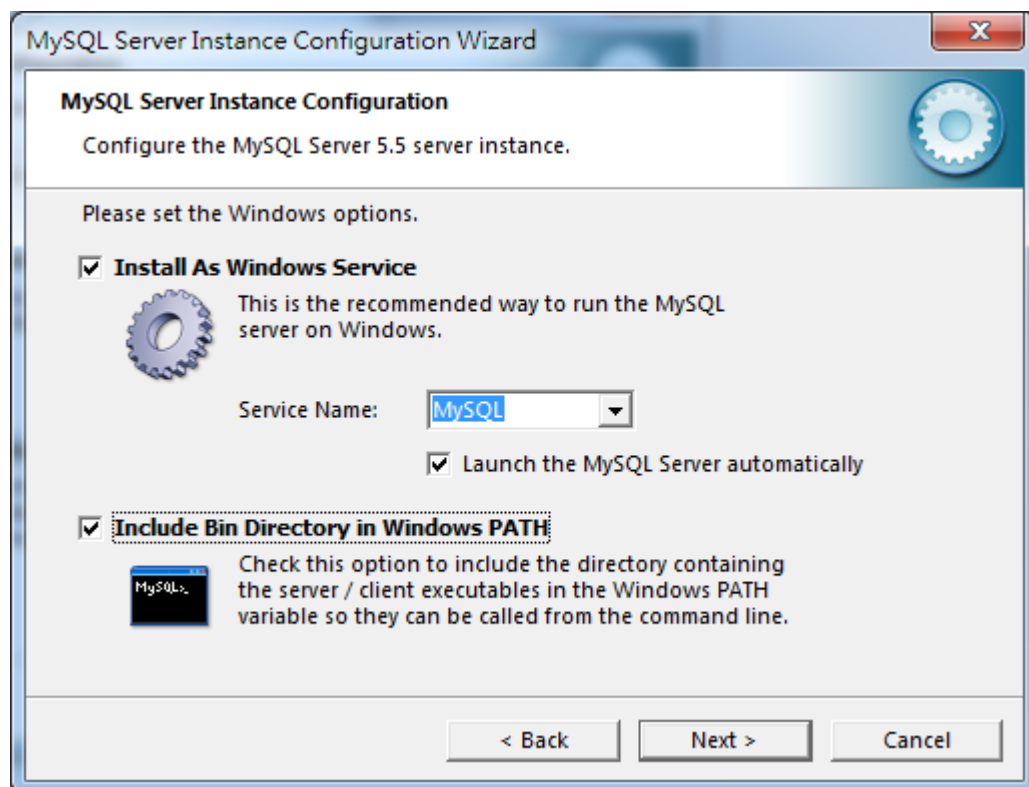 MySQL Server Instance Configuration Wizard
MySQL Server Instance Configuration
Configure the MySQL Server 5.5 server instance.
Please set the Windows options.
Install As Windows Service
This is the recommended way to run the MySQL
server on Windows.
Service Name:
MySQL
Launch the MySQL Server automatically
Include Bin Directory in Windows PATH
MySQL>_
Check this option to include the directory containing
the server / client executables in the Windows PATH
variable so they can be called from the command line.
< Back
Next >
Cancel